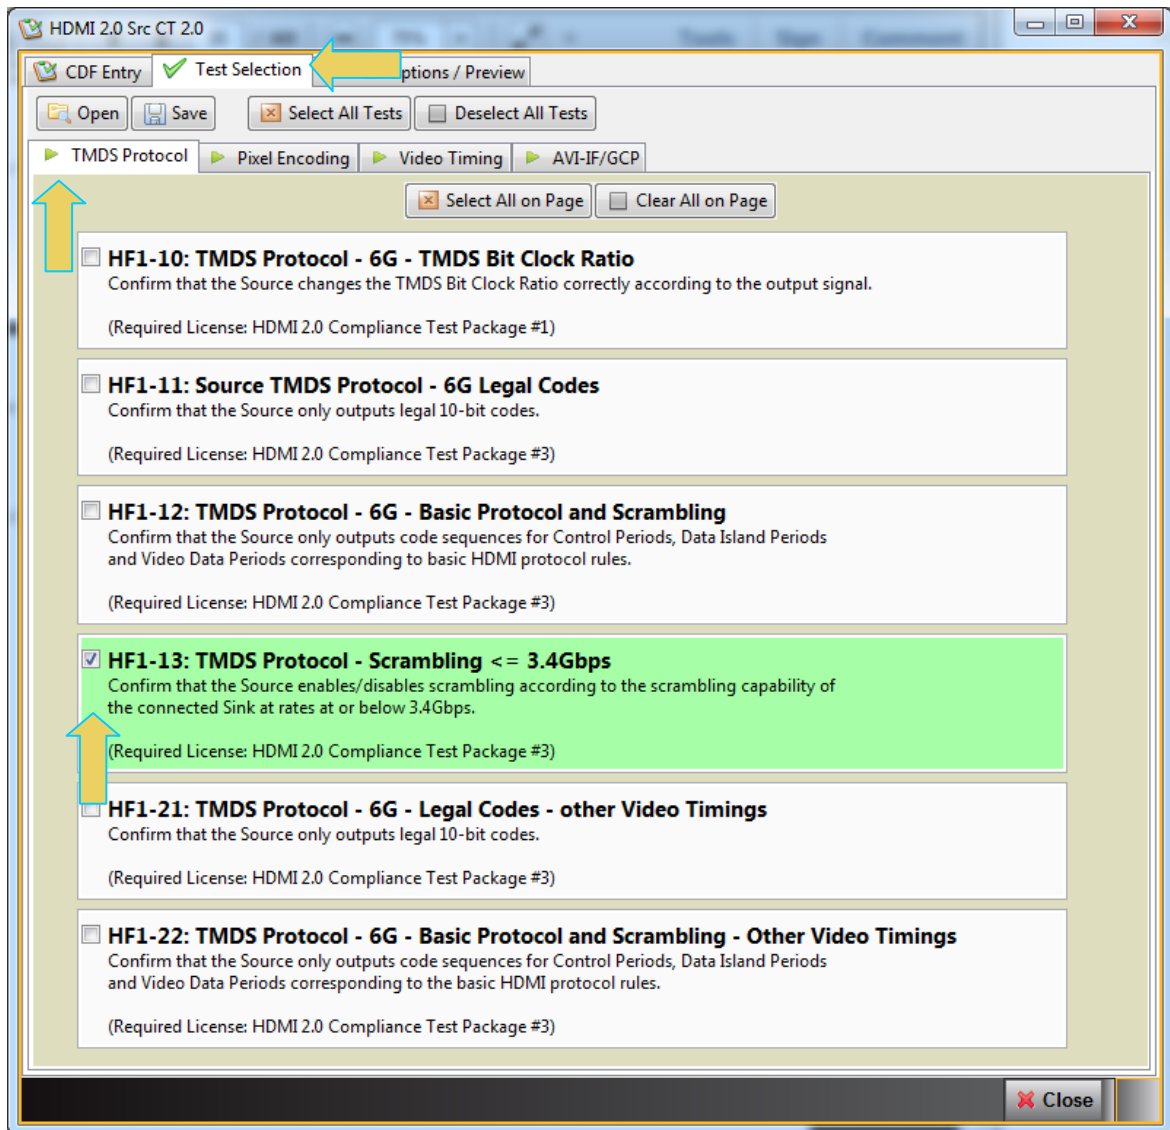 HDMI 2.0 Src CT 2.0
CDF Entry
Test Selection
ptions / Preview
Open
Save
Select All Tests
Deselect All Tests
TMDS Protocol
Pixel Encoding
Video Timing
AVI-IF/GCP
Select All on Page
Clear All on Page
HF1-10: TMDS Protocol - 6G - TMDS Bit Clock Ratio
Confirm that the Source changes the TMDS Bit Clock Ratio correctly according to the output signal.
(Required License: HDMI 2.0 Compliance Test Package #1)
HF1-11: Source TMDS Protocol - 6G Legal Codes
Confirm that the Source only outputs legal 10-bit codes.
(Required License: HDMI 2.0 Compliance Test Package #3)
HF1-12: TMDS Protocol - 6G - Basic Protocol and Scrambling
Confirm that the Source only outputs code sequences for Control Periods, Data Island Periods
and Video Data Periods corresponding to basic HDMI protocol rules.
(Required License: HDMI 2.0 Compliance Test Package #3)
HF1-13: TMDS Protocol - Scrambling <= 3.4Gbps
Confirm that the Source enables/disables scrambling according to the scrambling capability of
the connected Sink at rates at or below 3.4Gbps.
(Required License: HDMI 2.0 Compliance Test Package #3)
HF1-21: TMDS Protocol - 6G - Legal Codes - other Video Timings
Confirm that the Source only outputs legal 10-bit codes.
(Required License: HDMI 2.0 Compliance Test Package #3)
HF1-22: TMDS Protocol - 6G - Basic Protocol and Scrambling - Other Video Timings
Confirm that the Source only outputs code sequences for Control Periods, Data Island Periods
and Video Data Periods corresponding to the basic HDMI protocol rules.
(Required License: HDMI 2.0 Compliance Test Package #3)
Close